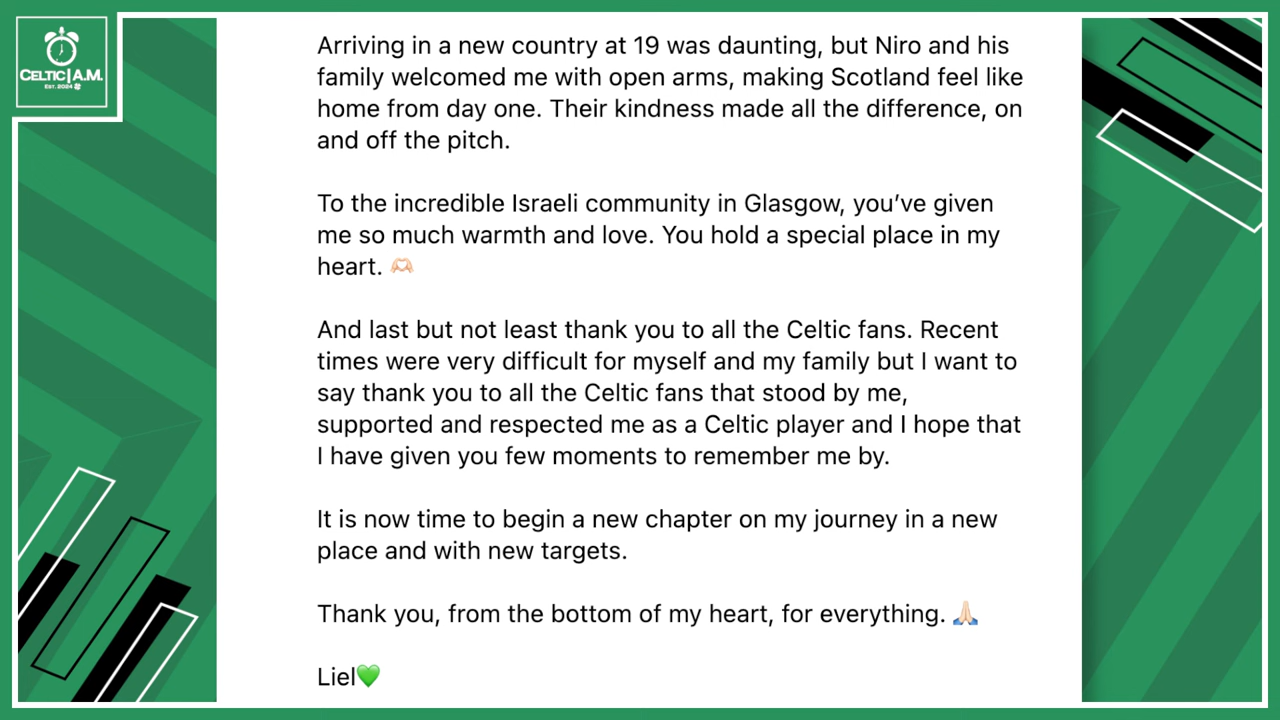 CELTIC|A.M.
EST. 2024
Arriving in a new country at 19 was daunting, but Niro and his
family welcomed me with open arms, making Scotland feel like
home from day one. Their kindness made all the difference, on
and off the pitch.
To the incredible Israeli community in Glasgow, you’ve given
me so much warmth and love. You hold a special place in my
heart. 🫶🏻
And last but not least thank you to all the Celtic fans. Recent
times were very difficult for myself and my family but I want to
say thank you to all the Celtic fans that stood by me,
supported and respected me as a Celtic player and I hope that
I have given you few moments to remember me by.
It is now time to begin a new chapter on my journey in a new
place and with new targets.
Thank you, from the bottom of my heart, for everything. 🙏🏻
Liel💚